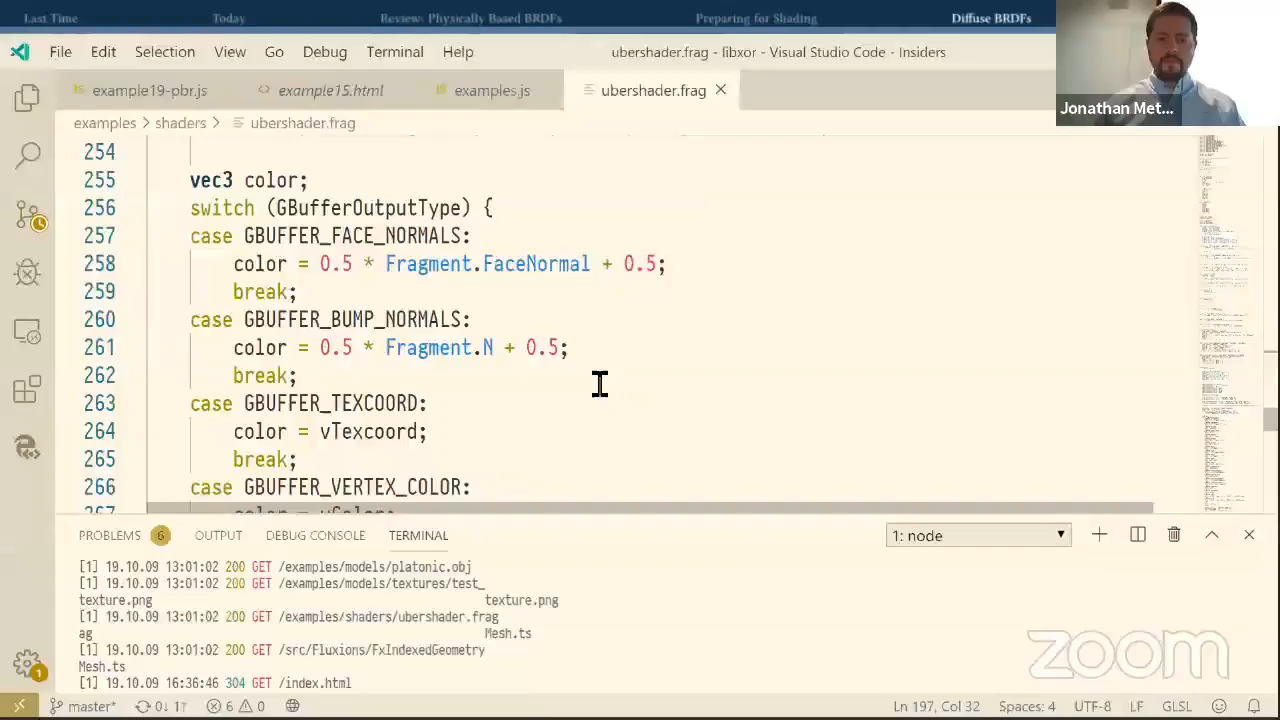 Last Time Today Review: Physically Based BRDFs Preparing for Shading Diffuse BRDFs
File Edit Selection View Go Debug Terminal Help ubershader.frag - libxor - Visual Studio Code - Insiders
example13-pbr.js <> example15.html JS examples.js ubershader.frag
Jonathan Met...
examples > shaders > ubershader.frag
254
255 vec3 color;
256 switch (GBufferOutputType) {
257 case GBUFFER_FACE_NORMALS:
258 color = 0.5 * Fragment.FaceNormal + 0.5;
259 break;
260 case GBUFFER_BUMP_NORMALS:
261 color = 0.5 * Fragment.N + 0.5;
262 break;
263 case GBUFFER_TEXCOORD:
264 color = vTexcoord;
265 break;
266 case GBUFFER_VERTEX_COLOR:
PROBLEMS 6 OUTPUT DEBUG CONSOLE TERMINAL 1: node
[1] 19.10.09 13:01:02 200 GET /examples/models/platonic.obj
[1] 19.10.09 13:01:02 200 GET /examples/models/textures/test_
texture.png texture.png
[1] 19.10.09 13:01:02 200 GET /examples/shaders/ubershader.frag
ag Mesh.ts
[1] 19.10.09 13:01:02 200 GET /src/Fluxions/FxIndexedGeometry
Mesh.ts
[1] 19.10.09 16:36:46 304 GET /index.html
zoom
1 master* 6 0 Ln 197, Col 32 Spaces: 4 UTF-8 LF GLSL